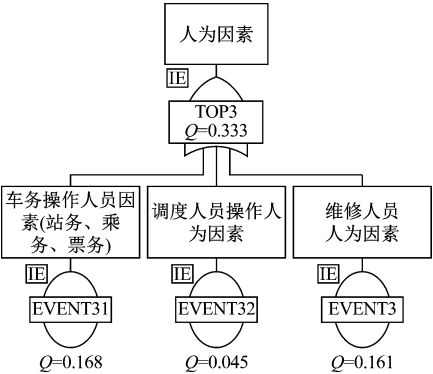 人为因素
IE
TOP3
Q=0.333
车务操作人员因
素(站务、乘
务、票务)
调度人员操作人
为因素
维修人员
人为因素
IE
IE
IE
EVENT31
EVENT32
EVENT3
Q=0.168
Q=0.045
Q=0.161